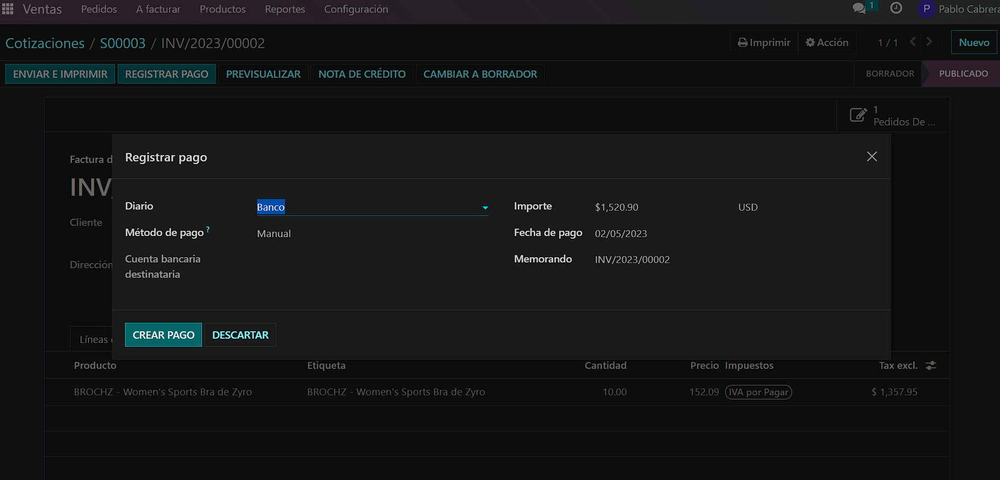 Ventas Pedidos A facturar Productos Reportes Configuración 1 P Pablo Cabrera
Cotizaciones / S00003 / INV/2023/00002 Imprimir Acción 1 / 1 Nuevo
ENVIAR E IMPRIMIR REGISTRAR PAGO PREVISUALIZAR NOTA DE CRÉDITO CAMBIAR A BORRADOR BORRADOR PUBLICADO
1
Pedidos De ...
Factura d
INV/
Cliente
Dirección
Registrar pago
Diario Banco Importe $1,520.90 USD
Método de pago ? Manual Fecha de pago 02/05/2023
Cuenta bancaria destinataria Memorando INV/2023/00002
CREAR PAGO DESCARTAR
Líneas
Producto Etiqueta Cantidad Precio Impuestos Tax excl.
BROCHZ - Women's Sports Bra de Zyro BROCHZ - Women's Sports Bra de Zyro 10.00 152.09 IVA por Pagar $ 1,357.95